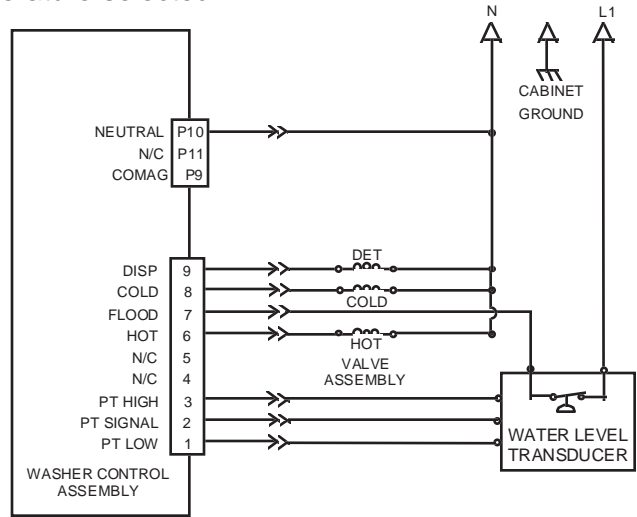 N
L1
CABINET
GROUND
NEUTRAL P10
N/C P11
COMAG P9
DET
DISP 9
COLD 8
COLD
FLOOD 7
HOT 6
HOT
N/C 5
VALVE
ASSEMBLY
N/C 4
PT HIGH 3
PT SIGNAL 2
PT LOW 1
WATER LEVEL
TRANSDUCER
WASHER CONTROL
ASSEMBLY